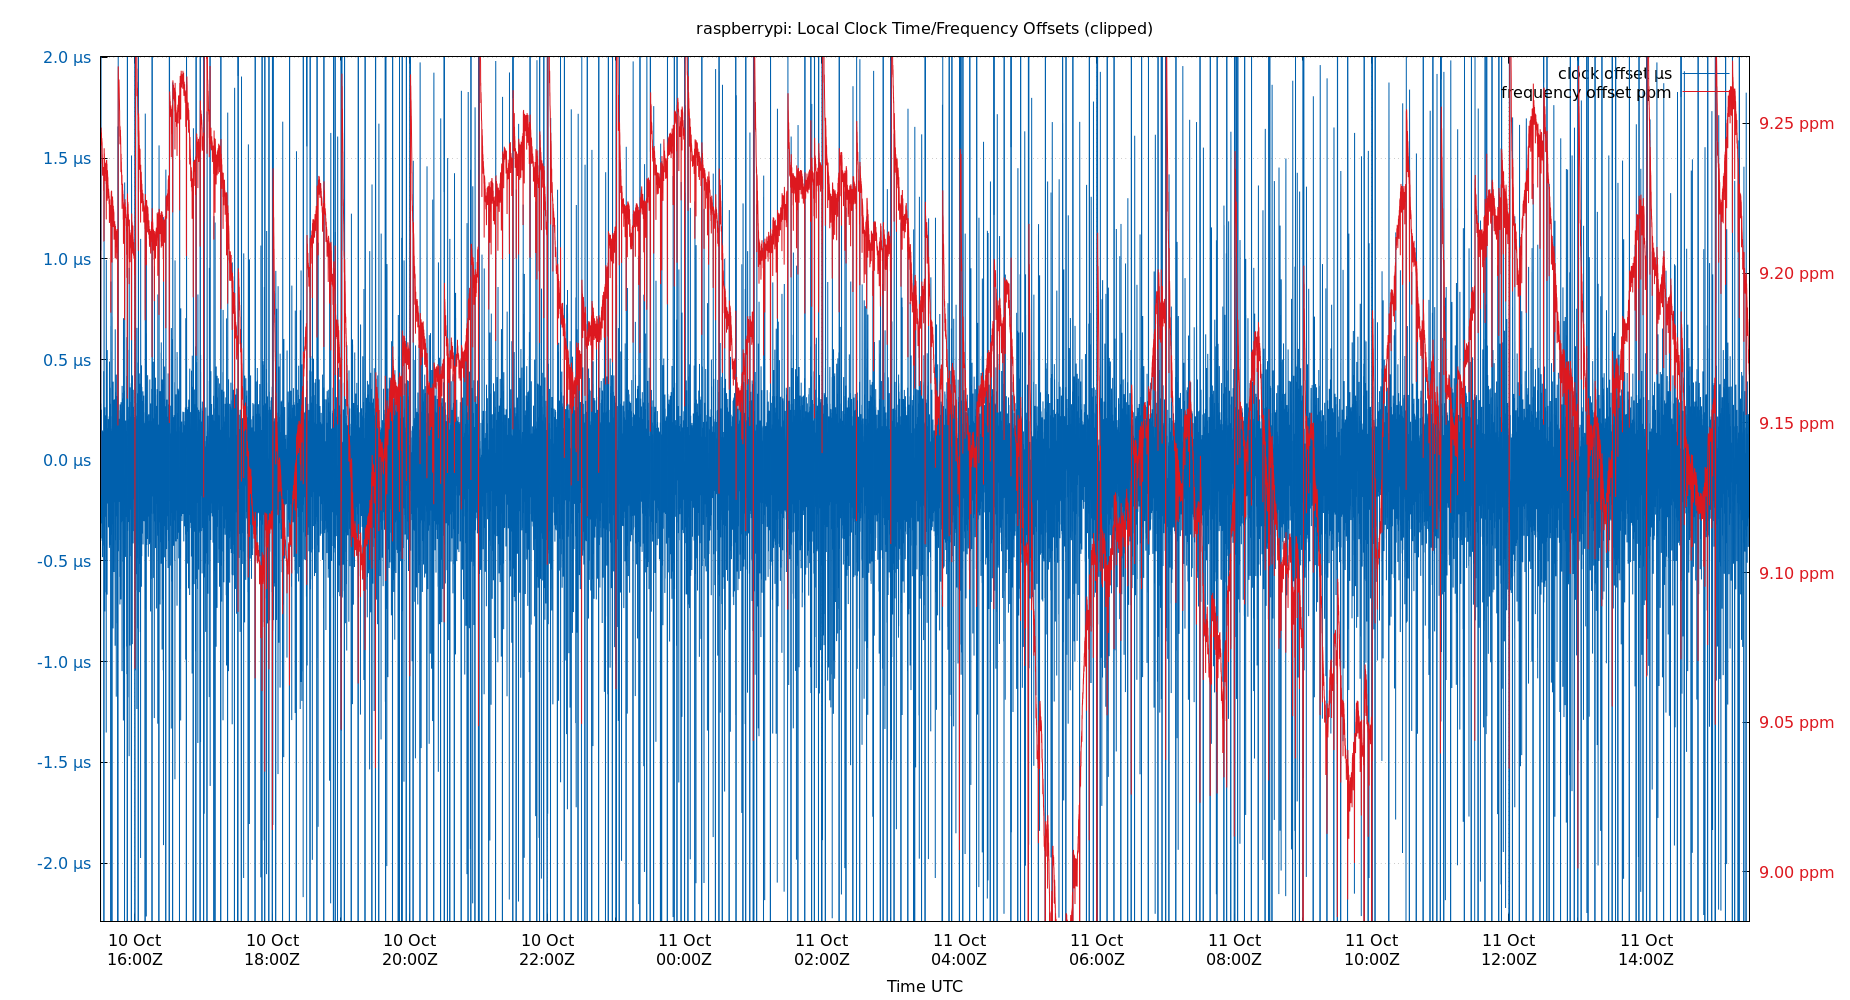 raspberrypi: Local Clock Time/Frequency Offsets (clipped)
clock offset µs
frequency offset ppm
2.0 µs
1.5 µs
1.0 µs
0.5 µs
0.0 µs
-0.5 µs
-1.0 µs
-1.5 µs
-2.0 µs
9.25 ppm
9.20 ppm
9.15 ppm
9.10 ppm
9.05 ppm
9.00 ppm
10 Oct 10 Oct 10 Oct 10 Oct 11 Oct 11 Oct 11 Oct 11 Oct 11 Oct 11 Oct 11 Oct 11 Oct
16:00Z 18:00Z 20:00Z 22:00Z 00:00Z 02:00Z 04:00Z 06:00Z 08:00Z 10:00Z 12:00Z 14:00Z
Time UTC